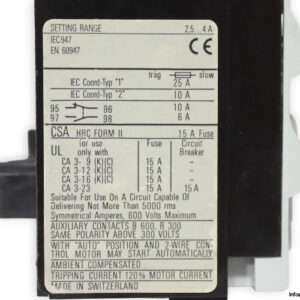 SETTING RANGE 2,5...4 A
IEC947
EN 60947
CE
träg slow
IEC Coord-Typ "1" 25 A
IEC Coord-Typ "2" 10 A
95 96 10 A
97 98 6 A
CSA HRC FORM II 15 A Fuse
UL for use only with Fuse Circuit Breaker
CA 3- 9 (K)(C) 15 A
CA 3-12 (K)(C) 15 A
CA 3-16 (K)(C) 15 A
CA 3-23 15 A 15 A
Suitable For Use On A Circuit Capable Of
Delivering Not More Than 5000 rms
Symmetrical Amperes, 600 Volts Maximum
AUXILIARY CONTACTS B 600, R 300
SAME POLARITY ABOVE 300 VOLTS
WITH "AUTO" POSITION AND 2-WIRE CON-
TROL MOTOR MAY START AUTOMATICALLY
AMBIENT COMPENSATED
TRIPPING CURRENT 120% MOTOR CURRENT
MADE IN SWITZERLAND